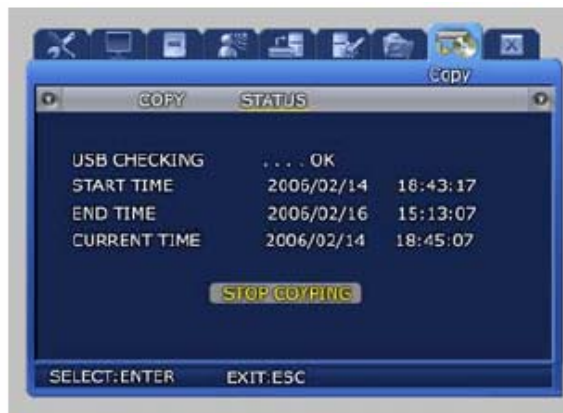 Copy
COPY STATUS
USB CHECKING . . . . OK
START TIME 2006/02/14 18:43:17
END TIME 2006/02/16 15:13:07
CURRENT TIME 2006/02/14 18:45:07
STOP COYPING
SELECT:ENTER EXIT:ESC